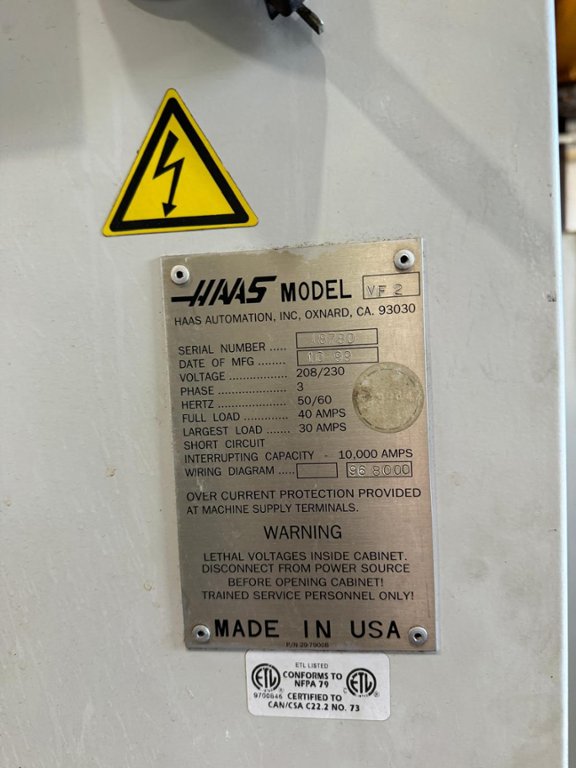 HAAS MODEL VF 2
HAAS AUTOMATION, INC, OXNARD, CA. 93030
SERIAL NUMBER .....
DATE OF MFG ........
VOLTAGE ................ 208/230
PHASE .................... 3
HERTZ .................... 50/60
FULL LOAD ............ 40 AMPS
LARGEST LOAD ....... 30 AMPS
SHORT CIRCUIT
INTERRUPTING CAPACITY - 10,000 AMPS
WIRING DIAGRAM ..... 96 8000
OVER CURRENT PROTECTION PROVIDED
AT MACHINE SUPPLY TERMINALS.
WARNING
LETHAL VOLTAGES INSIDE CABINET.
DISCONNECT FROM POWER SOURCE
BEFORE OPENING CABINET!
TRAINED SERVICE PERSONNEL ONLY!
MADE IN USA
P/N 29-7900B
ETL LISTED
CONFORMS TO
NFPA 79
ETL ETL
9700845 CERTIFIED TO
CAN/CSA C22.2 NO. 73